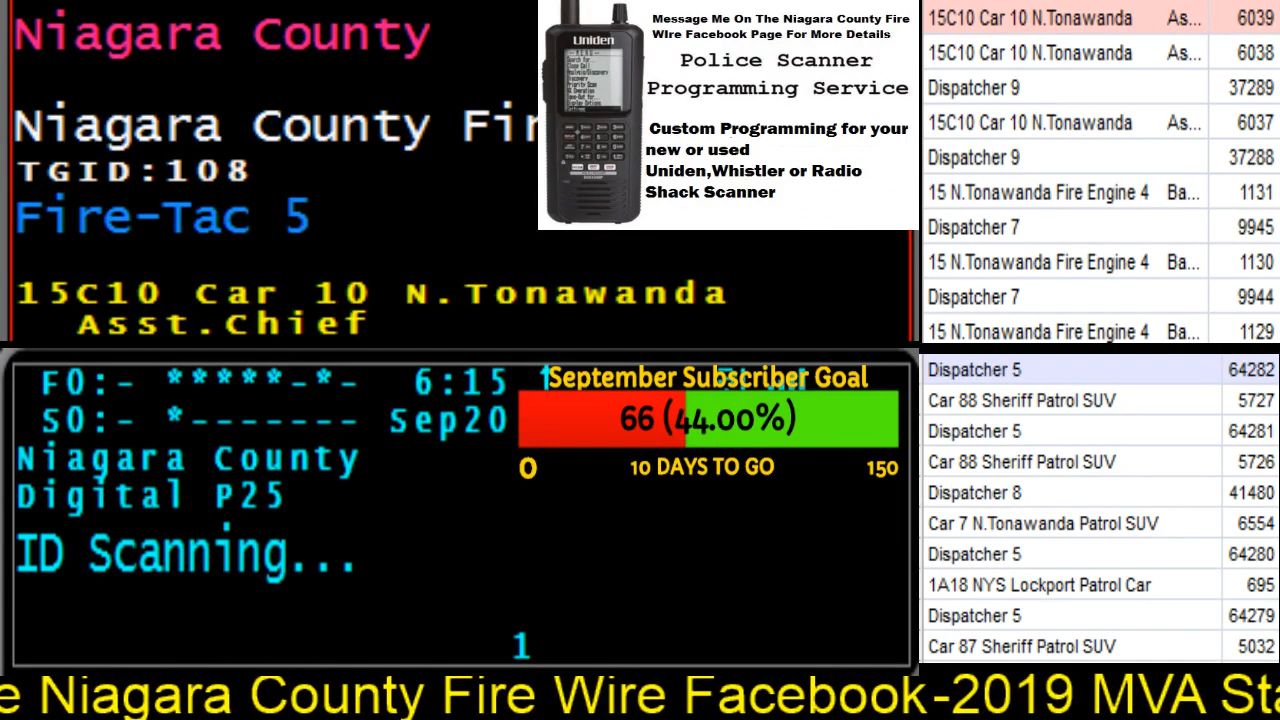 Niagara County
Niagara County Fir
TGID:108
Fire-Tac 5
15C10 Car 10 N.Tonawanda
Asst.Chief
Uniden
Message Me On The Niagara County Fire
WIre Facebook Page For More Details
Police Scanner
Programming Service
Custom Programming for your
new or used
Uniden,Whistler or Radio
Shack Scanner
15C10 Car 10 N.Tonawanda As... 6039
15C10 Car 10 N.Tonawanda As... 6038
Dispatcher 9 37289
15C10 Car 10 N.Tonawanda As... 6037
Dispatcher 9 37288
15 N.Tonawanda Fire Engine 4 Ba... 1131
Dispatcher 7 9945
15 N.Tonawanda Fire Engine 4 Ba... 1130
Dispatcher 7 9944
15 N.Tonawanda Fire Engine 4 Ba... 1129
F0:- *****-*- 6:15
S0:- *------- Sep20
Niagara County
Digital P25
ID Scanning...
1
September Subscriber Goal
66 (44.00%)
0 10 DAYS TO GO 150
Dispatcher 5 64282
Car 88 Sheriff Patrol SUV 5727
Dispatcher 5 64281
Car 88 Sheriff Patrol SUV 5726
Dispatcher 8 41480
Car 7 N.Tonawanda Patrol SUV 6554
Dispatcher 5 64280
1A18 NYS Lockport Patrol Car 695
Dispatcher 5 64279
Car 87 Sheriff Patrol SUV 5032
e Niagara County Fire Wire Facebook-2019 MVA Sta